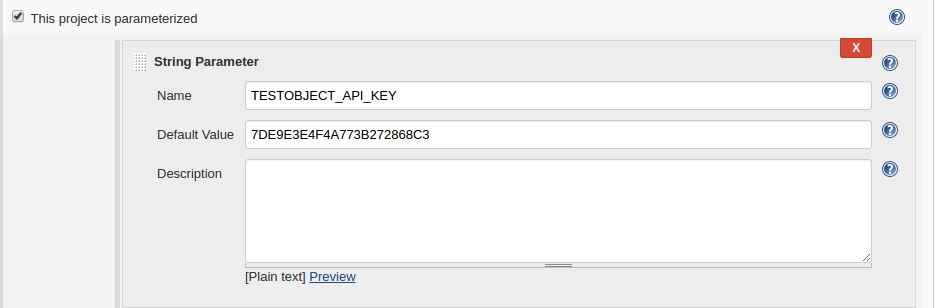 This project is parameterized
?
X
String Parameter
?
Name
TESTOBJECT_API_KEY
?
Default Value
7DE9E3E4F4A773B272868C3
?
Description
?
[Plain text] Preview